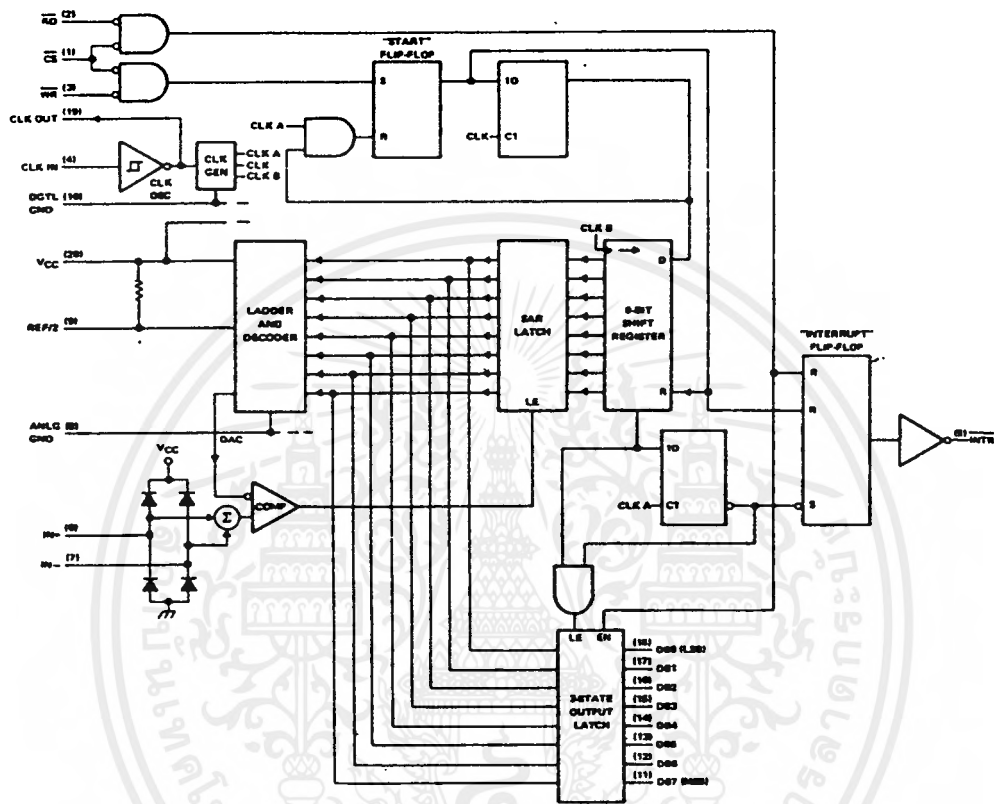 RD (2)
CS (1)
WR (3)
CLK OUT (19)
CLK IN (4)
CLK OSC
CLK GEN
CLK A
CLK
CLK B
DGTL GND (10)
VCC (20)
REF/2 (9)
ANLG GND (8)
"START" FLIP-FLOP
S
R
CLK A
1D
C1
CLK
LADDER AND DECODER
DAC
SAR LATCH
LE
CLK B
D
8-BIT SHIFT REGISTER
R
"INTERRUPT" FLIP-FLOP
R
R
S
(5) INTR
1D
C1
CLK A
VCC
IN+ (6)
IN– (7)
Σ
COMP
LE EN
3-STATE OUTPUT LATCH
(18) DB0 (LSB)
(17) DB1
(16) DB2
(15) DB3
(14) DB4
(13) DB5
(12) DB6
(11) DB7 (MSB)